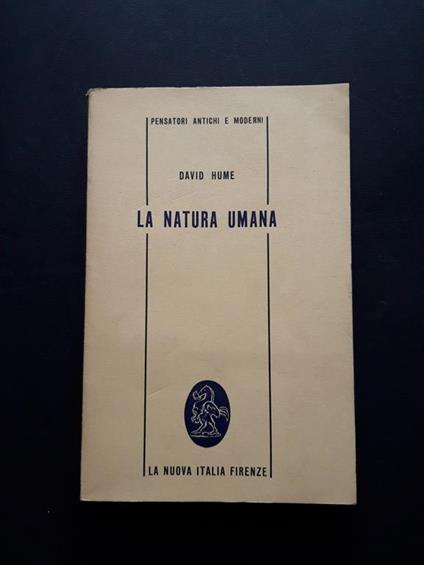 PENSATORI ANTICHI E MODERNI
DAVID HUME
LA NATURA UMANA
LA NUOVA ITALIA FIRENZE